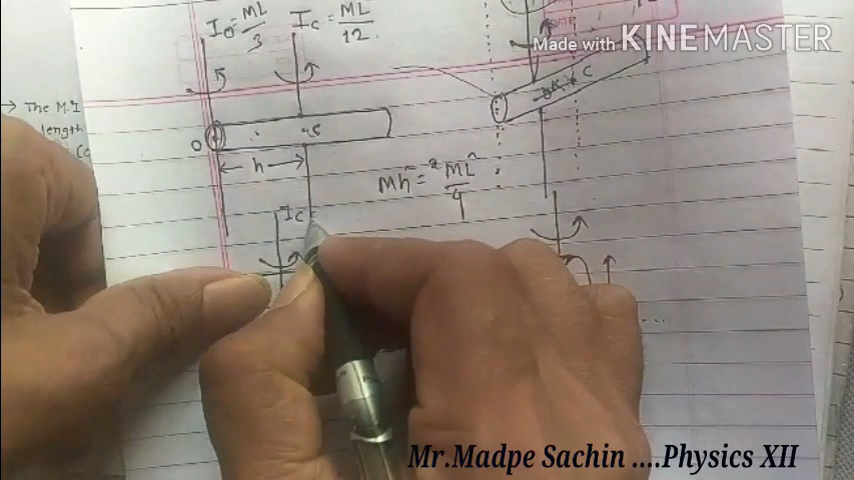 I₀ = ML²/3 Ic = ML²/12
Made with KINEMASTER
→ The M.I
length
O
c
C
h
Mh² = ML²/4
Ic
....
Mr.Madpe Sachin ....Physics XII